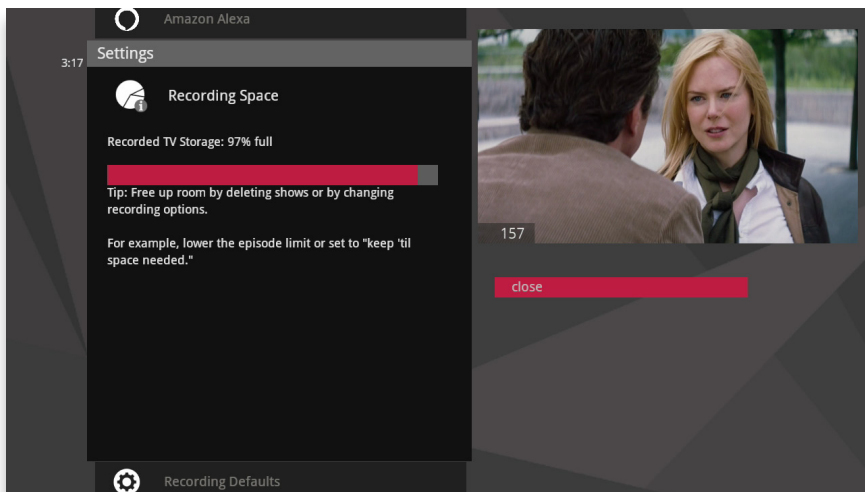 Amazon Alexa
Settings
3:17
Recording Space
Recorded TV Storage: 97% full
Tip: Free up room by deleting shows or by changing
recording options.
For example, lower the episode limit or set to "keep 'til
space needed."
Recording Defaults
157
close